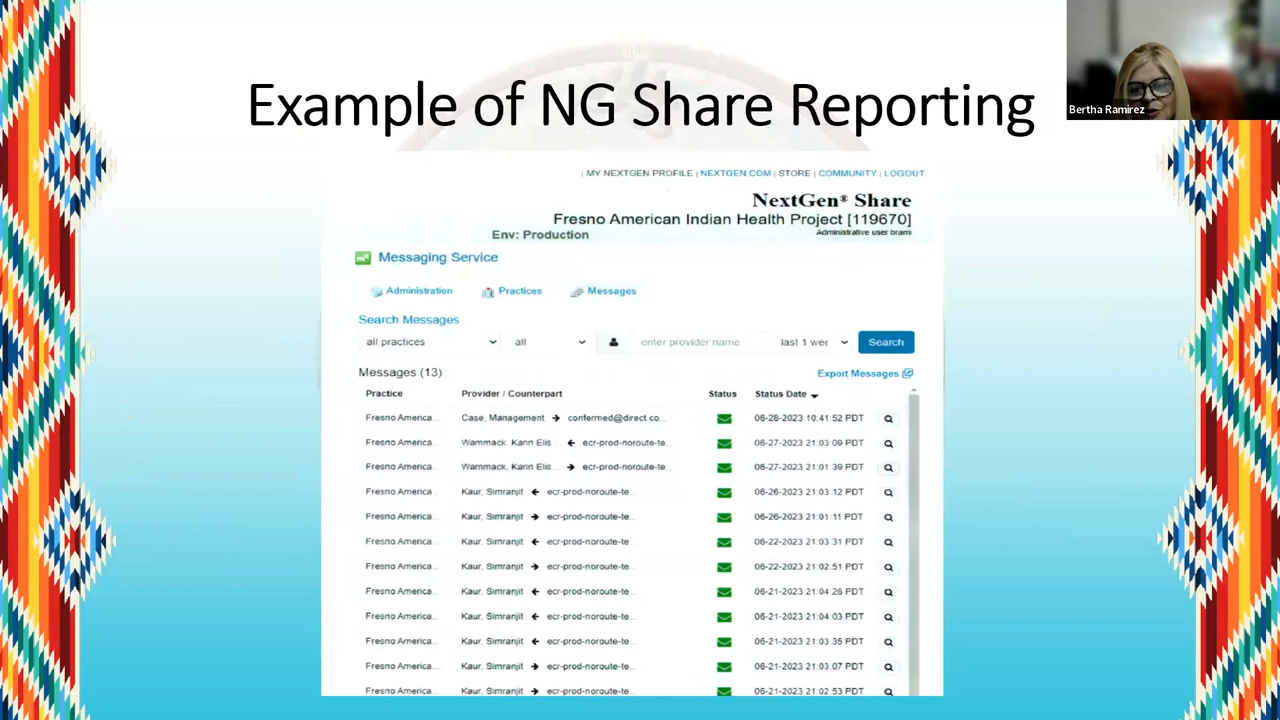 Example of NG Share Reporting
Bertha Ramirez
| MY NEXTGEN PROFILE | NEXTGEN.COM | STORE | COMMUNITY | LOGOUT
NextGen® Share
Fresno American Indian Health Project [119670]
Env: Production
Administrative user brami
Messaging Service
Administration Practices Messages
Search Messages
all practices all enter provider name last 1 wee Search
Messages (13) Export Messages
Practice Provider / Counterpart Status Status Date
Fresno America... Case, Management → confermed@direct.co... 06-28-2023 10:41:52 PDT
Fresno America... Wammack, Karin Elis... ← ecr-prod-noroute-te... 06-27-2023 21:03:09 PDT
Fresno America... Wammack, Karin Elis... → ecr-prod-noroute-te... 06-27-2023 21:01:39 PDT
Fresno America... Kaur, Simranjit ← ecr-prod-noroute-te... 06-26-2023 21:03:12 PDT
Fresno America... Kaur, Simranjit → ecr-prod-noroute-te... 06-26-2023 21:01:11 PDT
Fresno America... Kaur, Simranjit ← ecr-prod-noroute-te... 06-22-2023 21:03:31 PDT
Fresno America... Kaur, Simranjit → ecr-prod-noroute-te... 06-22-2023 21:02:51 PDT
Fresno America... Kaur, Simranjit ← ecr-prod-noroute-te... 06-21-2023 21:04:26 PDT
Fresno America... Kaur, Simranjit ← ecr-prod-noroute-te... 06-21-2023 21:04:03 PDT
Fresno America... Kaur, Simranjit ← ecr-prod-noroute-te... 06-21-2023 21:03:35 PDT
Fresno America... Kaur, Simranjit → ecr-prod-noroute-te... 06-21-2023 21:03:07 PDT
Fresno America... Kaur, Simranjit → ecr-prod-noroute-te... 06-21-2023 21:02:53 PDT